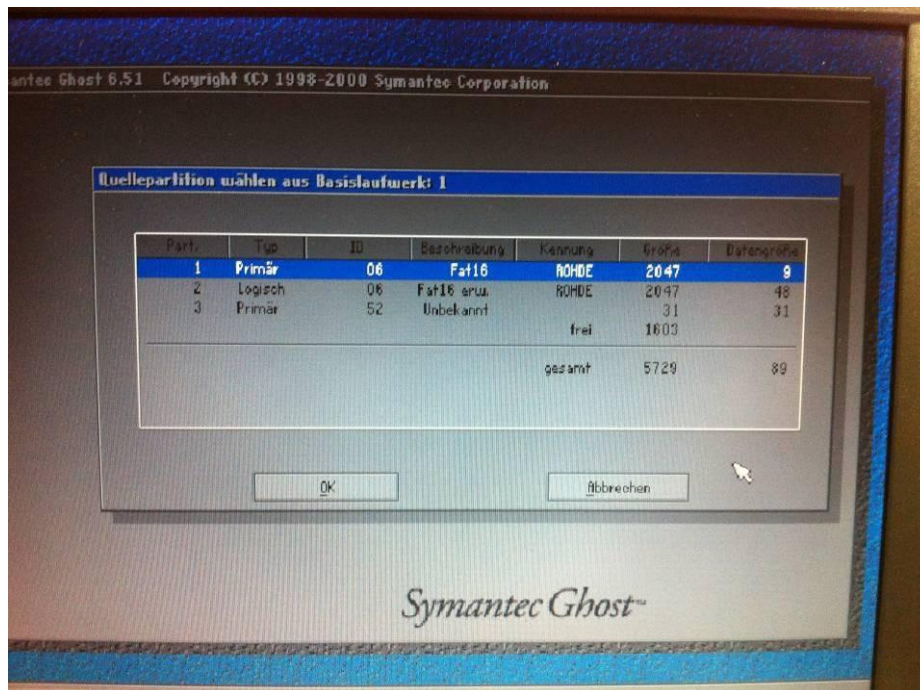 antec Ghost 6.51 Copyright (C) 1998-2000 Symantec Corporation
Quellepartition wählen aus Basislaufwerk: 1
Part. Typ ID Beschreibung Kennung Größe Datengröße
1 Primär 06 Fat16 ROHDE 2047 9
2 Logisch 06 Fat16 erw. ROHDE 2047 48
3 Primär 52 Unbekannt 31 31
frei 1603
gesamt 5729 89
OK Abbrechen
Symantec Ghost™